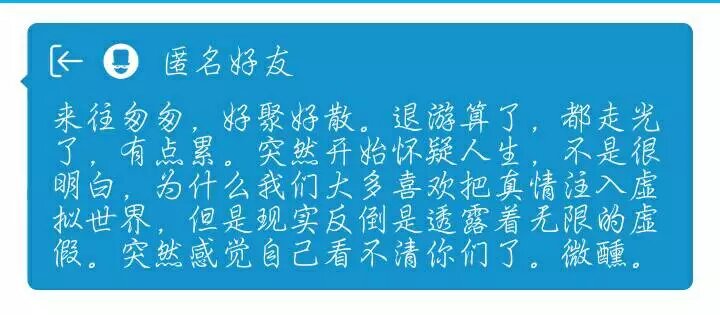 匿名好友
来往匆匆，好聚好散。退游算了，都走光
了，有点累。突然开始怀疑人生，不是很
明白，为什么我们大多喜欢把真情注入虚
拟世界，但是现实反倒是透露着无限的虚
假。突然感觉自己看不清你们了。微醺。